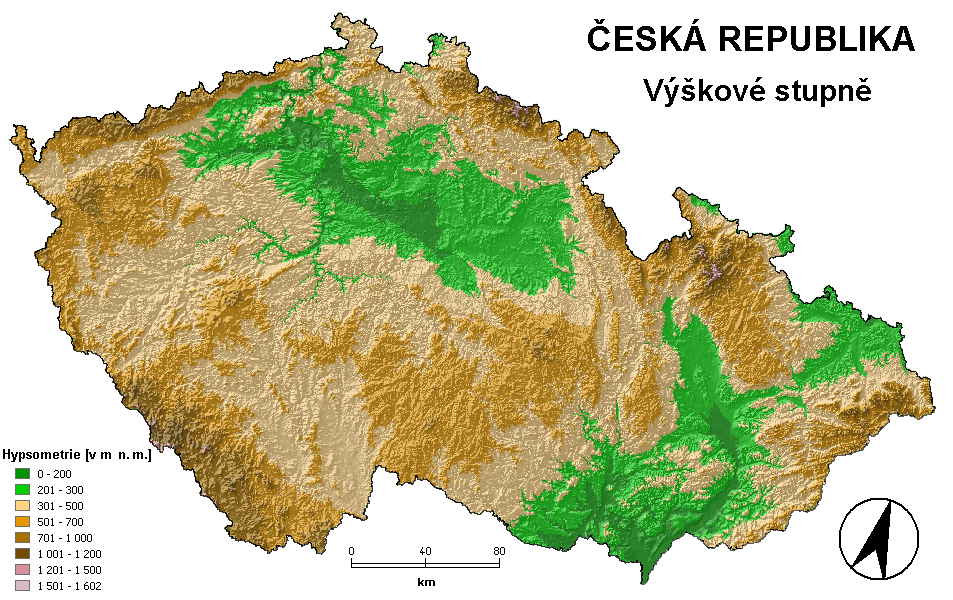 ČESKÁ REPUBLIKA
Výškové stupně
Hypsometrie [v m n. m.]
0 - 200
201 - 300
301 - 500
501 - 700
701 - 1 000
1 001 - 1 200
1 201 - 1 500
1 501 - 1 602
0 40 80
km